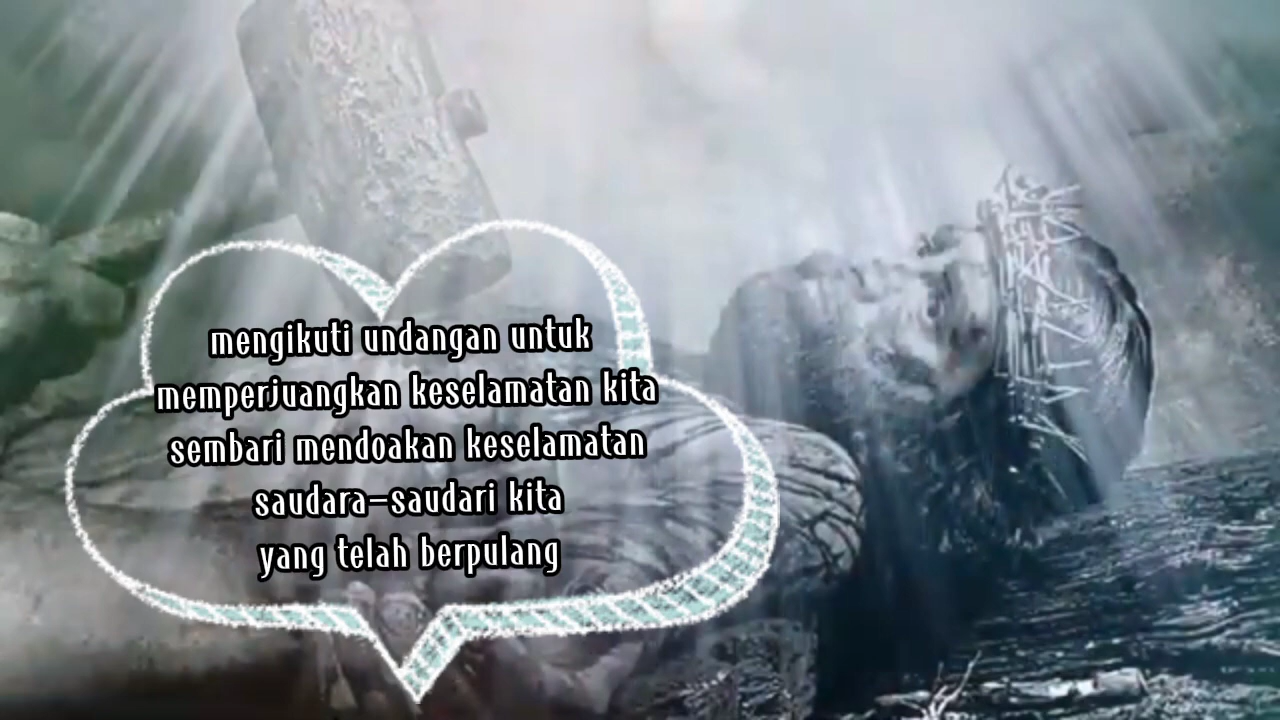 mengikuti undangan untuk
memperjuangkan keselamatan kita
sembari mendoakan keselamatan
saudara-saudari kita
yang telah berpulang